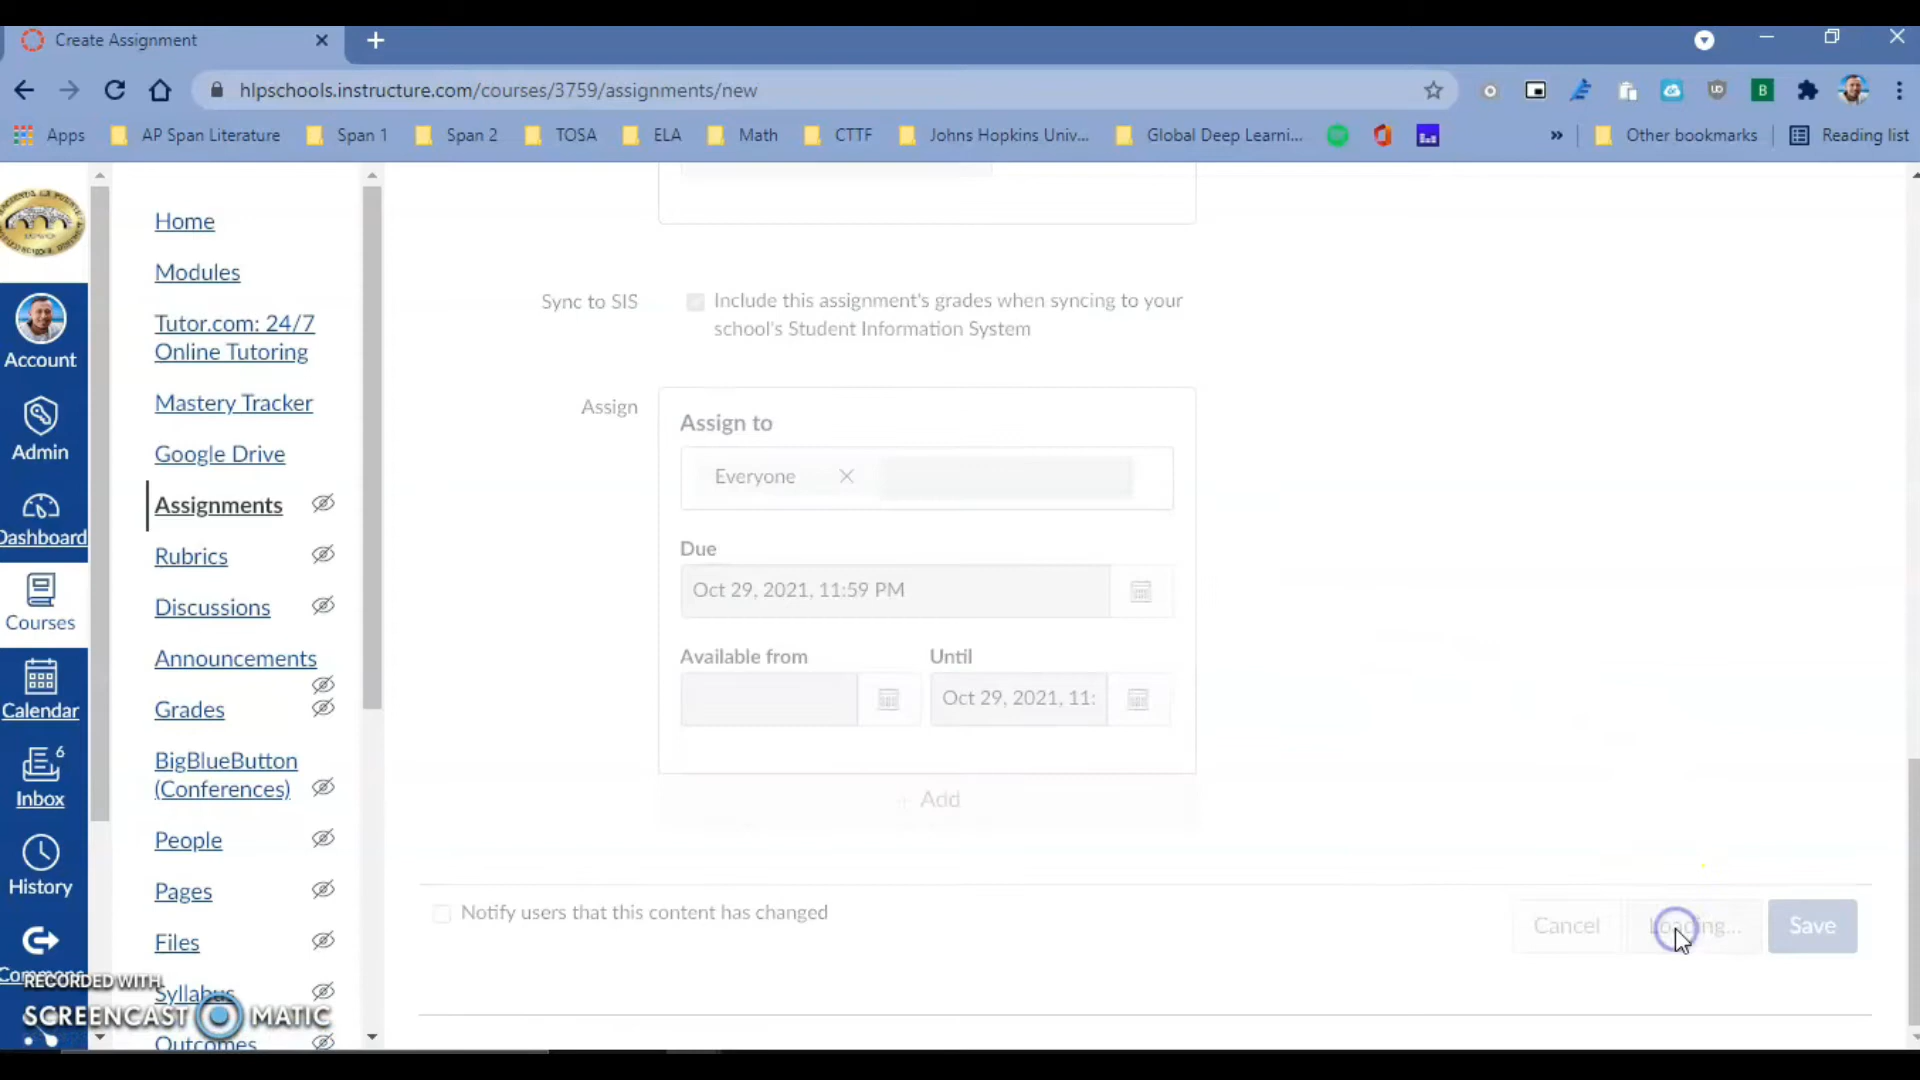 Create Assignment
hlpschools.instructure.com/courses/3759/assignments/new
Apps AP Span Literature Span 1 Span 2 TOSA ELA Math CTTF Johns Hopkins Univ... Global Deep Learni... » Other bookmarks Reading list
Account
Admin
Dashboard
Courses
Calendar
6
Inbox
History
Commons
Home
Modules
Tutor.com: 24/7
Online Tutoring
Mastery Tracker
Google Drive
Assignments
Rubrics
Discussions
Announcements
Grades
BigBlueButton
(Conferences)
People
Pages
Files
Syllabus
Outcomes
Sync to SIS
Include this assignment's grades when syncing to your
school's Student Information System
Assign
Assign to
Everyone
Due
Oct 29, 2021, 11:59 PM
Available from Until
Oct 29, 2021, 11:
+ Add
Notify users that this content has changed
Cancel Loading... Save
RECORDED WITH
SCREENCAST MATIC